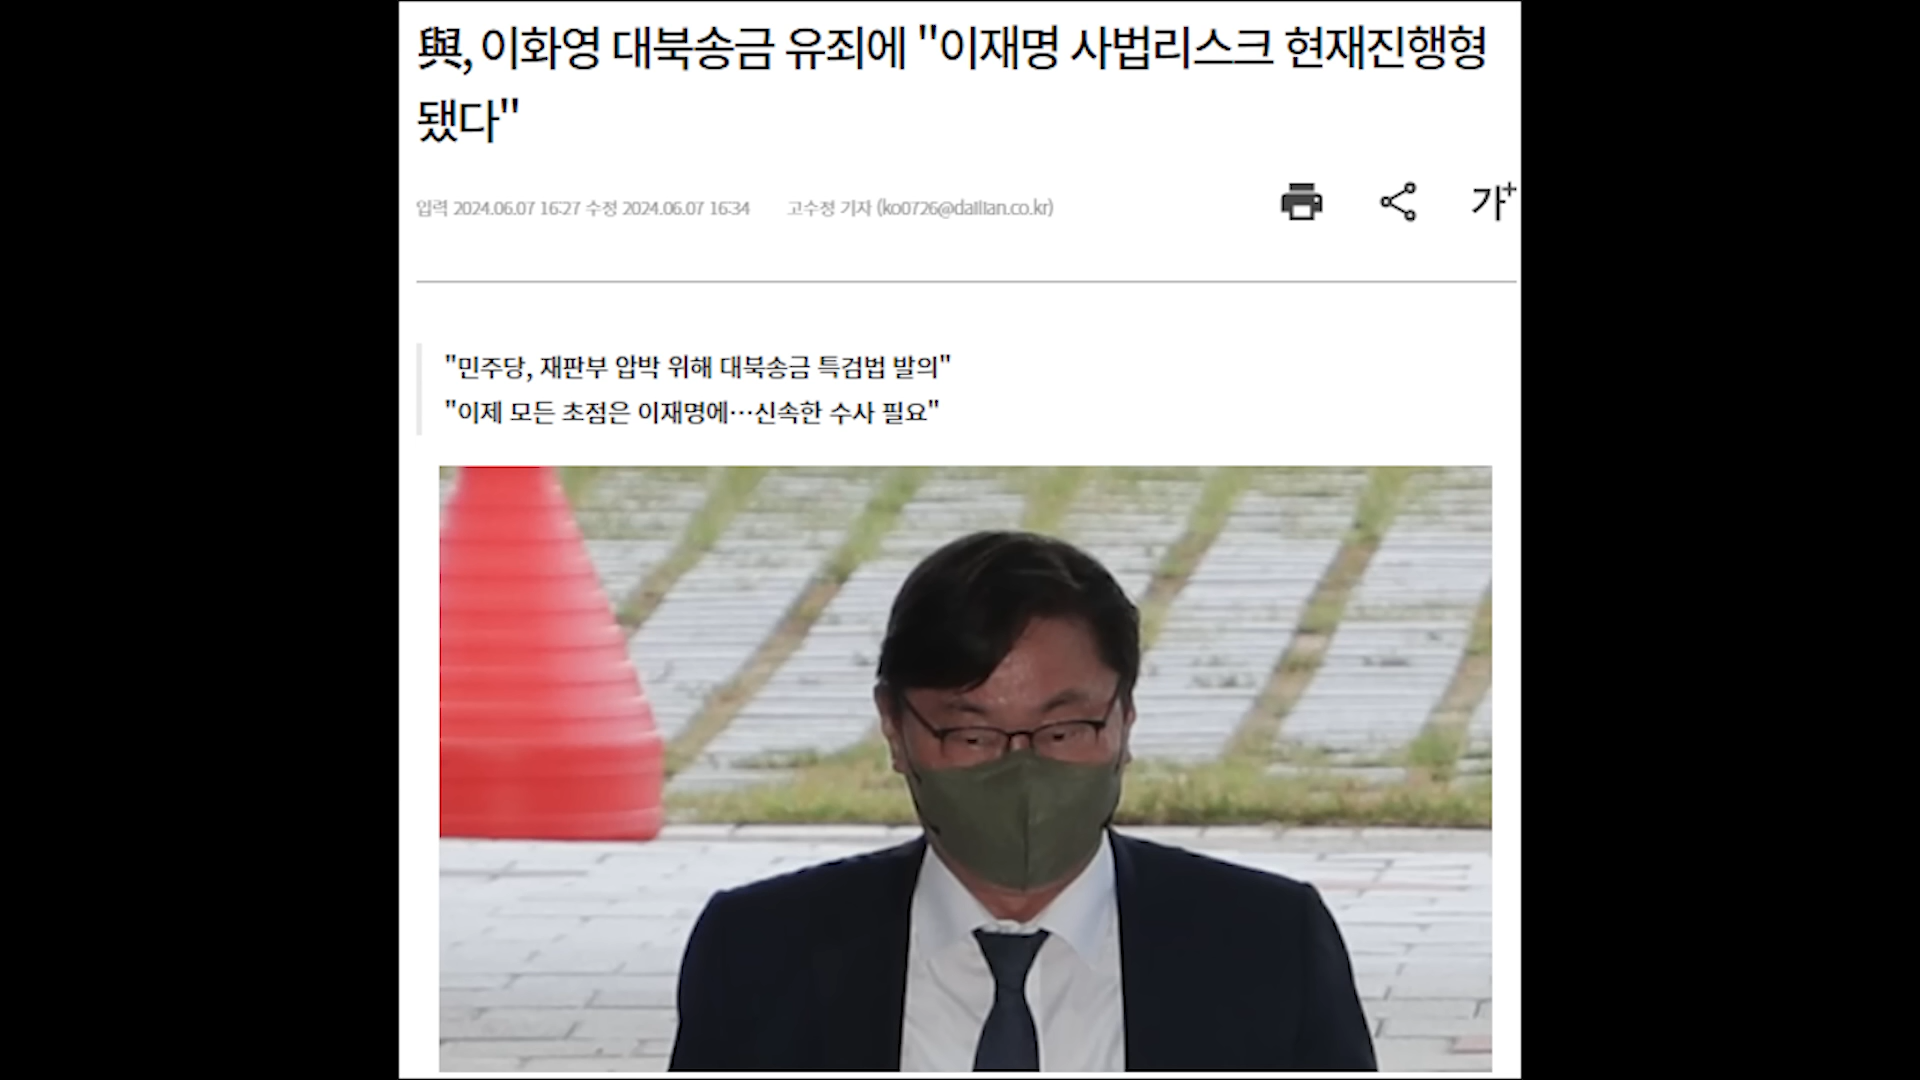 與, 이화영 대북송금 유죄에 "이재명 사법리스크 현재진행형
됐다"
입력 2024.06.07 16:27 수정 2024.06.07 16:34 고수정 기자 (ko0726@dailian.co.kr)
가+
"민주당, 재판부 압박 위해 대북송금 특검법 발의"
"이제 모든 초점은 이재명에…신속한 수사 필요"